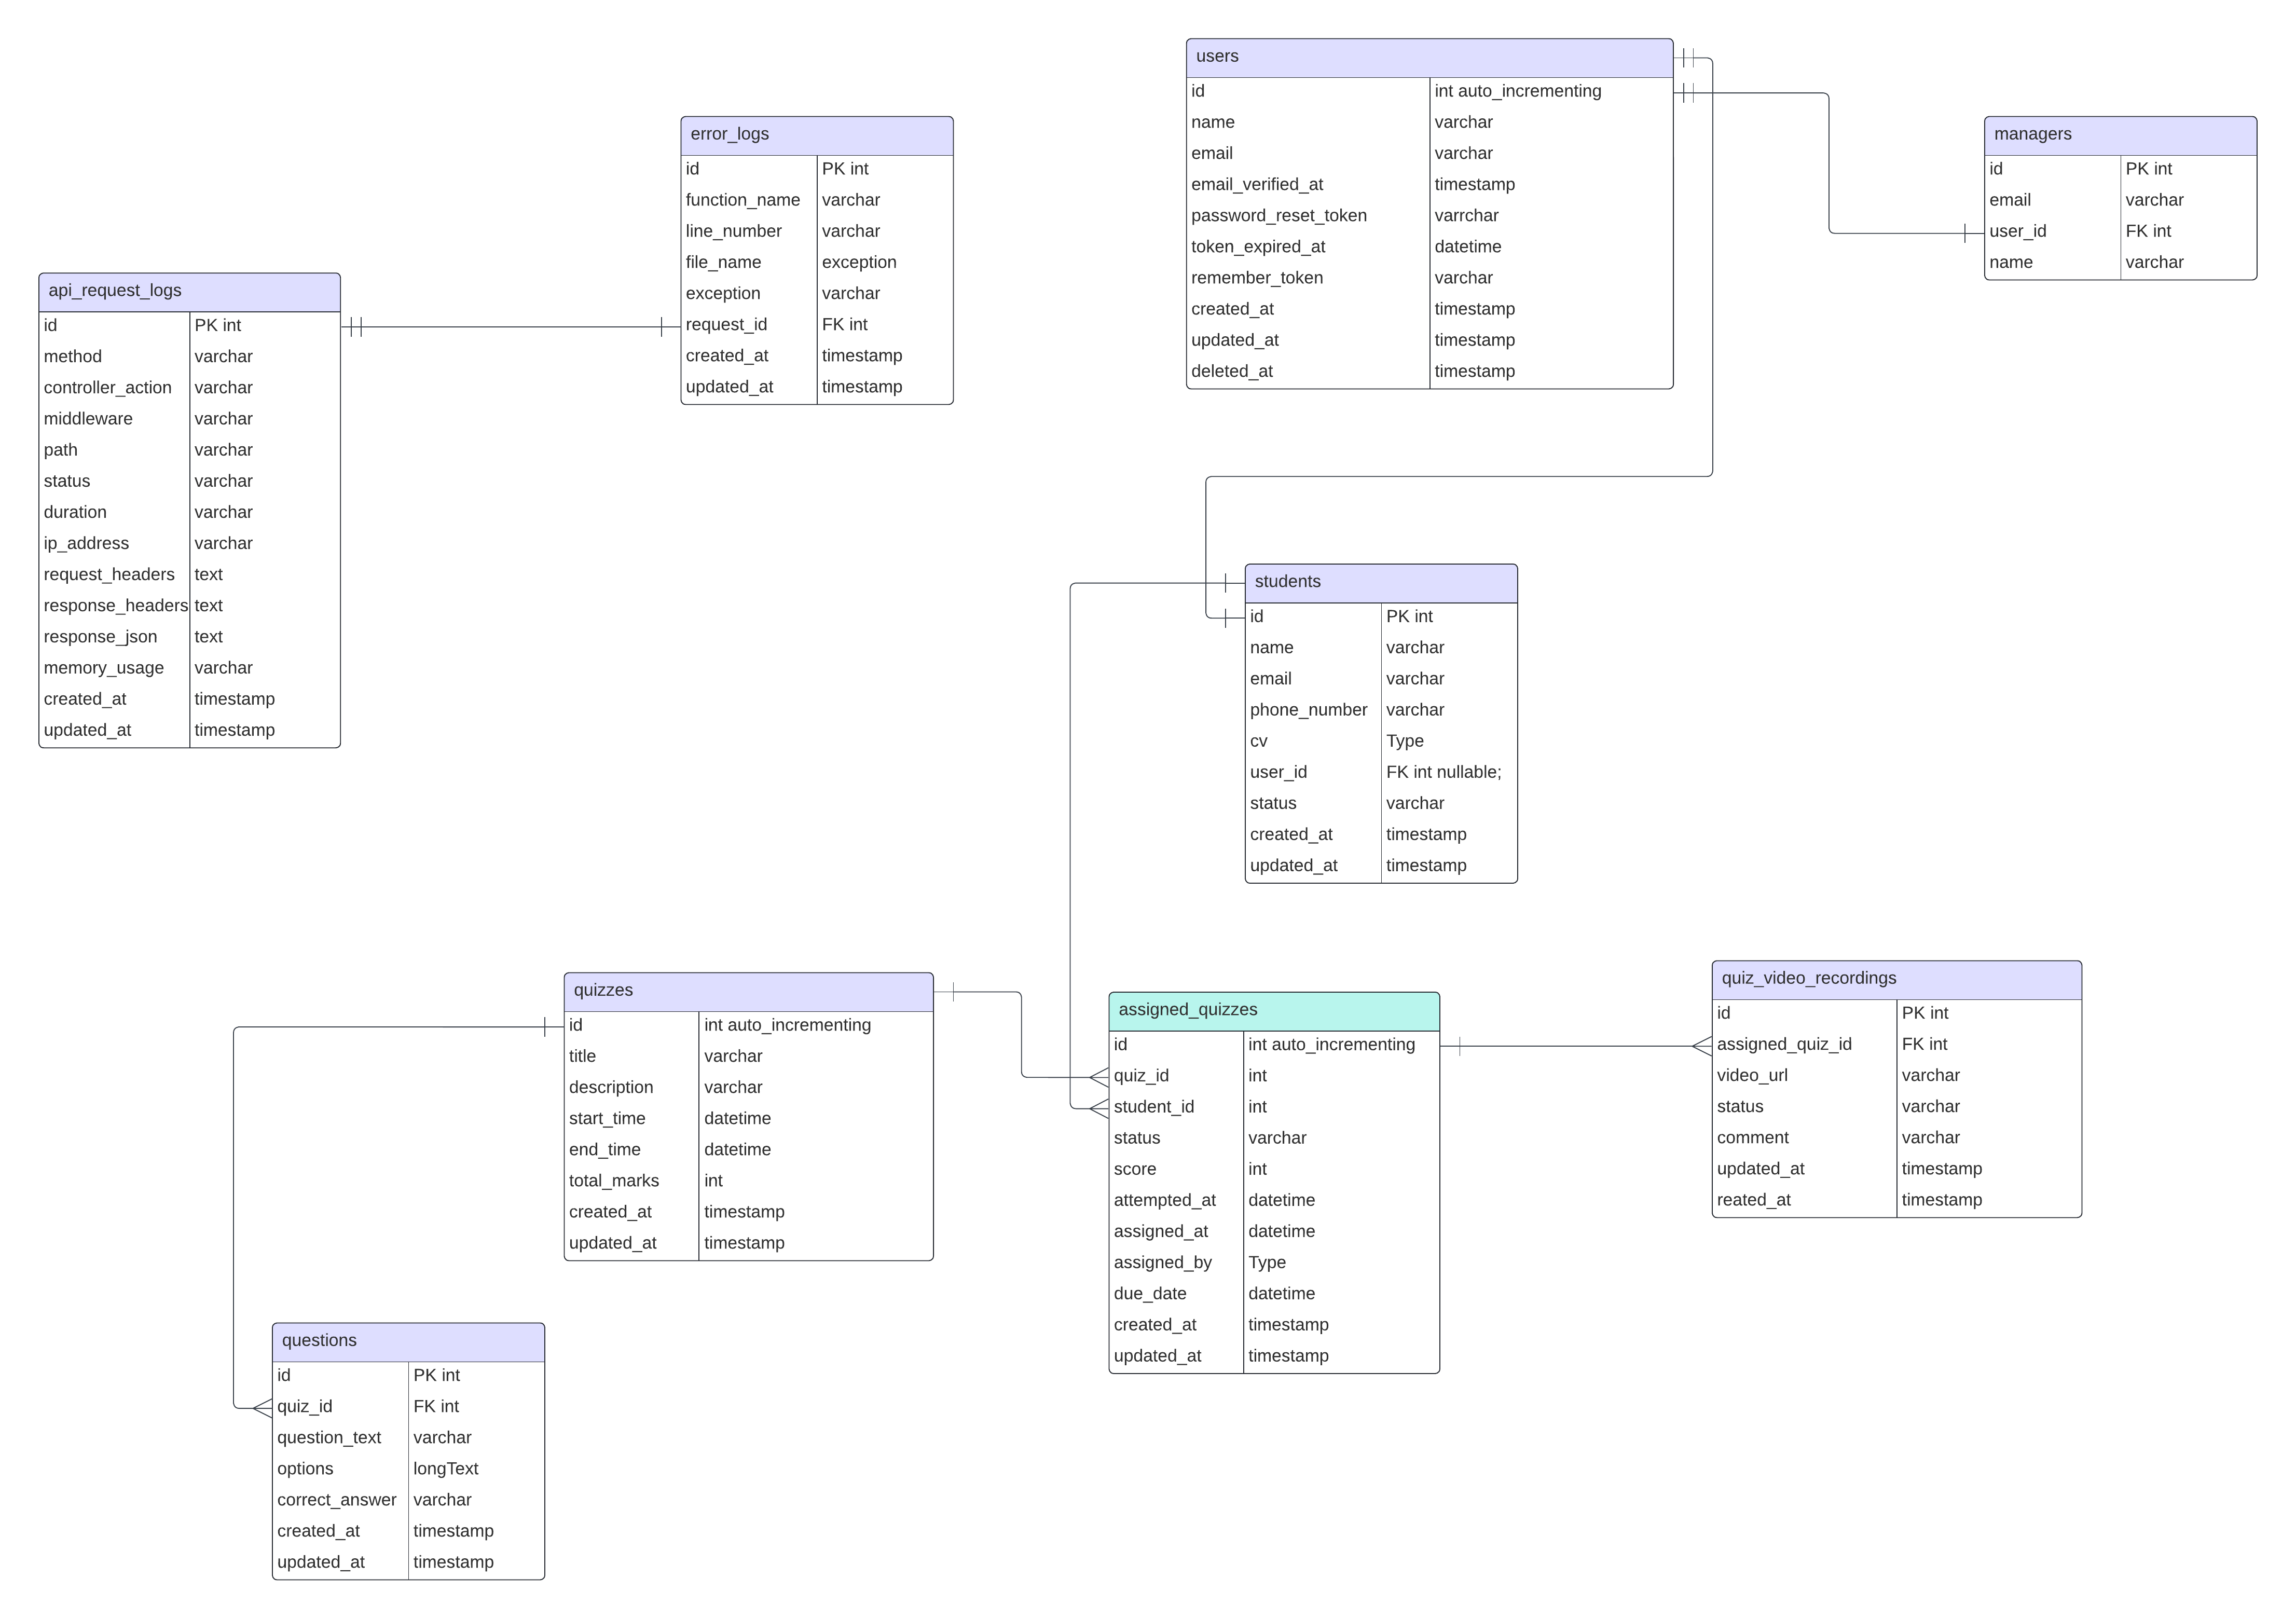 users
id int auto_incrementing
name varchar
email varchar
email_verified_at timestamp
password_reset_token varrchar
token_expired_at datetime
remember_token varchar
created_at timestamp
updated_at timestamp
deleted_at timestamp
error_logs
id PK int
function_name varchar
line_number varchar
file_name exception
exception varchar
request_id FK int
created_at timestamp
updated_at timestamp
managers
id PK int
email varchar
user_id FK int
name varchar
api_request_logs
id PK int
method varchar
controller_action varchar
middleware varchar
path varchar
status varchar
duration varchar
ip_address varchar
request_headers text
response_headers text
response_json text
memory_usage varchar
created_at timestamp
updated_at timestamp
students
id PK int
name varchar
email varchar
phone_number varchar
cv Type
user_id FK int nullable;
status varchar
created_at timestamp
updated_at timestamp
quizzes
id int auto_incrementing
title varchar
description varchar
start_time datetime
end_time datetime
total_marks int
created_at timestamp
updated_at timestamp
assigned_quizzes
id int auto_incrementing
quiz_id int
student_id int
status varchar
score int
attempted_at datetime
assigned_at datetime
assigned_by Type
due_date datetime
created_at timestamp
updated_at timestamp
quiz_video_recordings
id PK int
assigned_quiz_id FK int
video_url varchar
status varchar
comment varchar
updated_at timestamp
reated_at timestamp
questions
id PK int
quiz_id FK int
question_text varchar
options longText
correct_answer varchar
created_at timestamp
updated_at timestamp